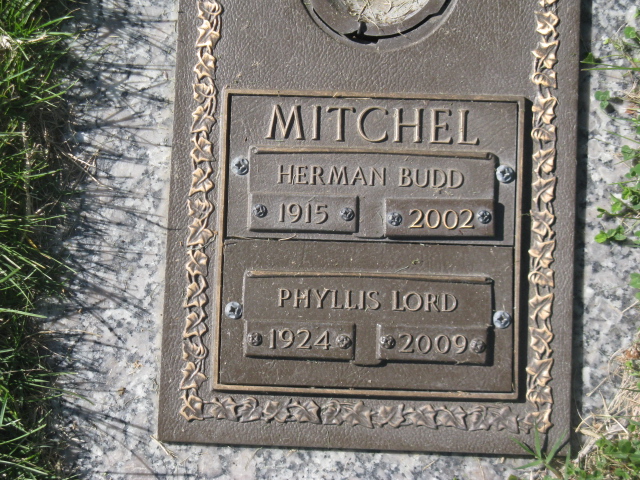 MITCHEL
HERMAN BUDD
1915 2002
PHYLLIS LORD
1924 2009